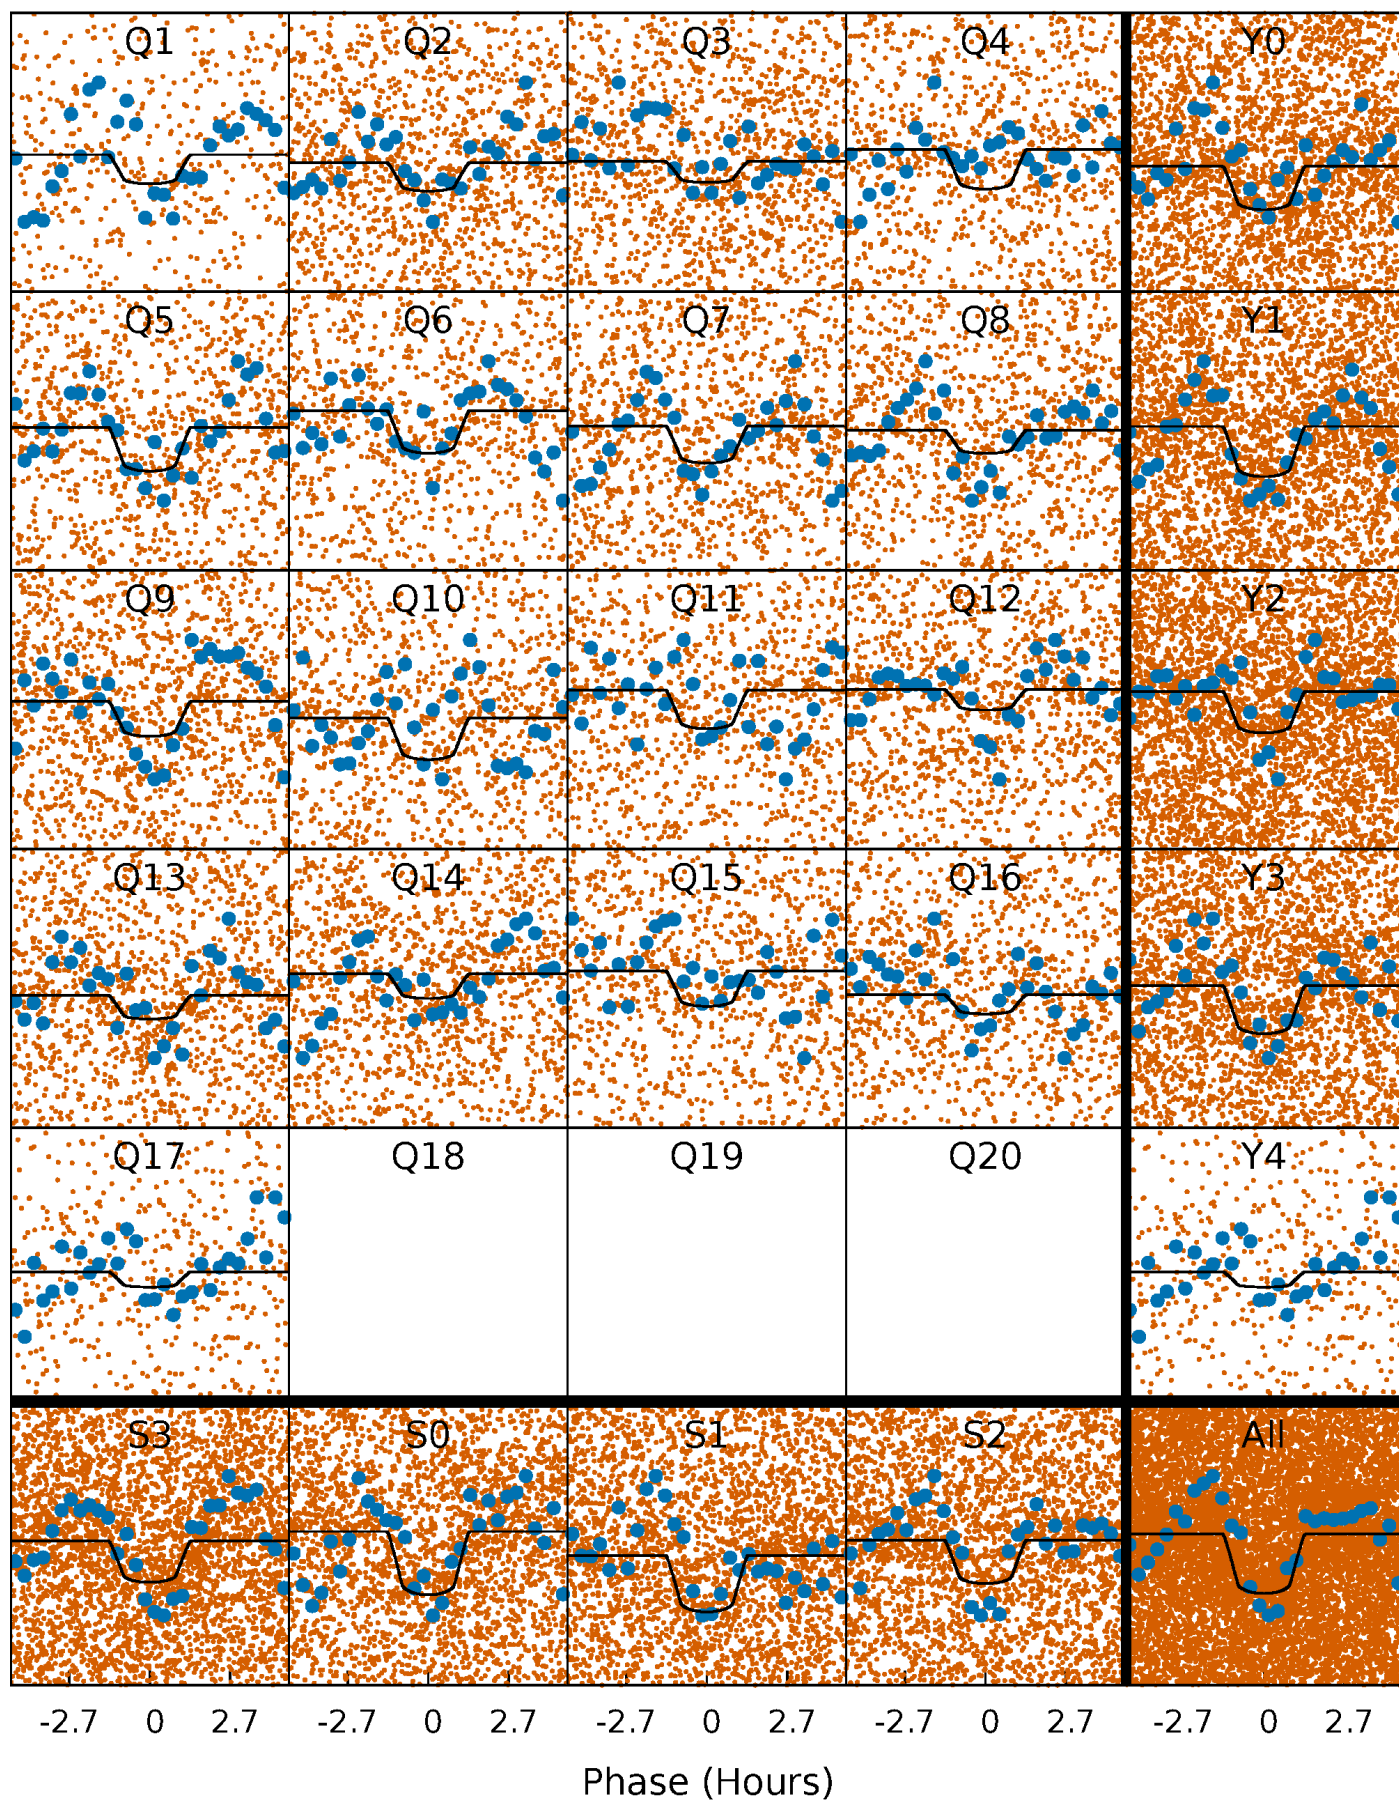 Q1 Q2 Q3 Q4 Y0
Q5 Q6 Q7 Q8 Y1
Q9 Q10 Q11 Q12 Y2
Q13 Q14 Q15 Q16 Y3
Q17 Q18 Q19 Q20 Y4
S3 S0 S1 S2 All
-2.7 0 2.7 -2.7 0 2.7 -2.7 0 2.7 -2.7 0 2.7 -2.7 0 2.7
Phase (Hours)